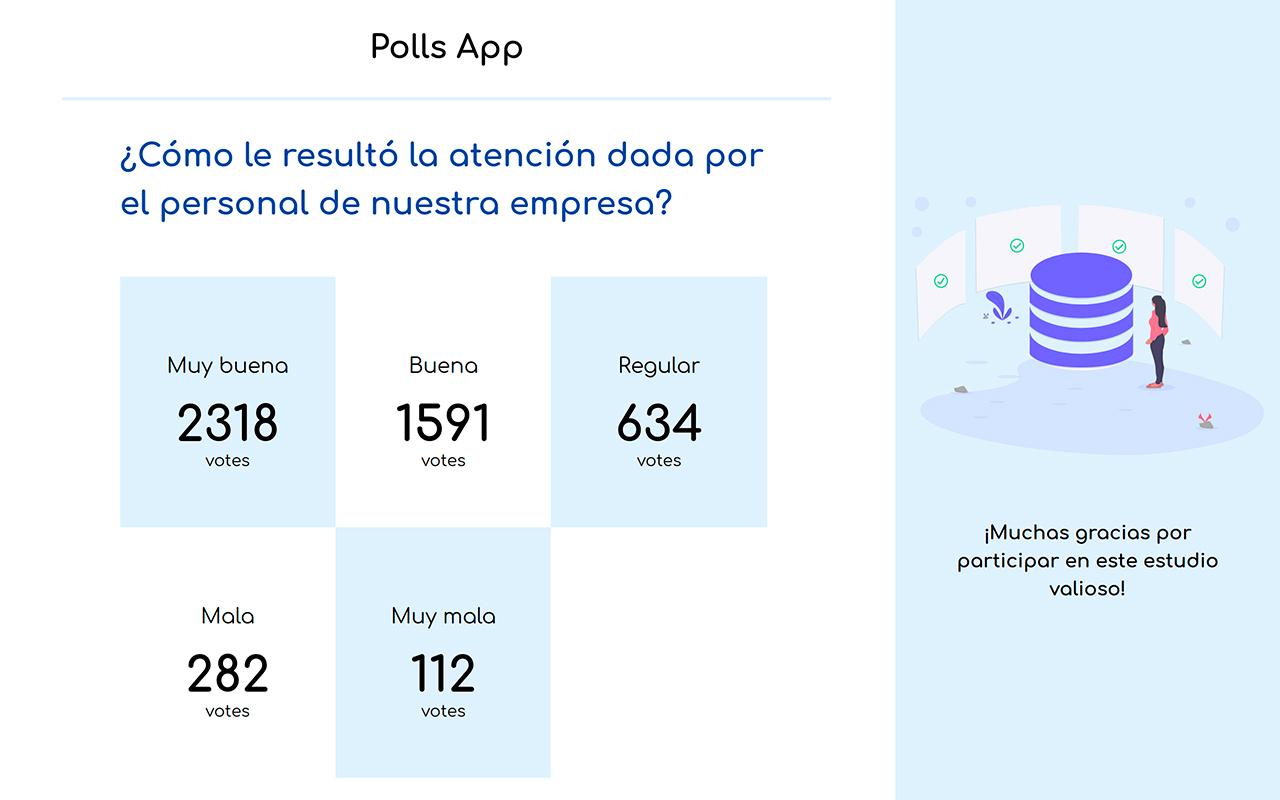 Polls App
¿Cómo le resultó la atención dada por
el personal de nuestra empresa?
Muy buena
2318
votes
Buena
1591
votes
Regular
634
votes
Mala
282
votes
Muy mala
112
votes
¡Muchas gracias por
participar en este estudio
valioso!